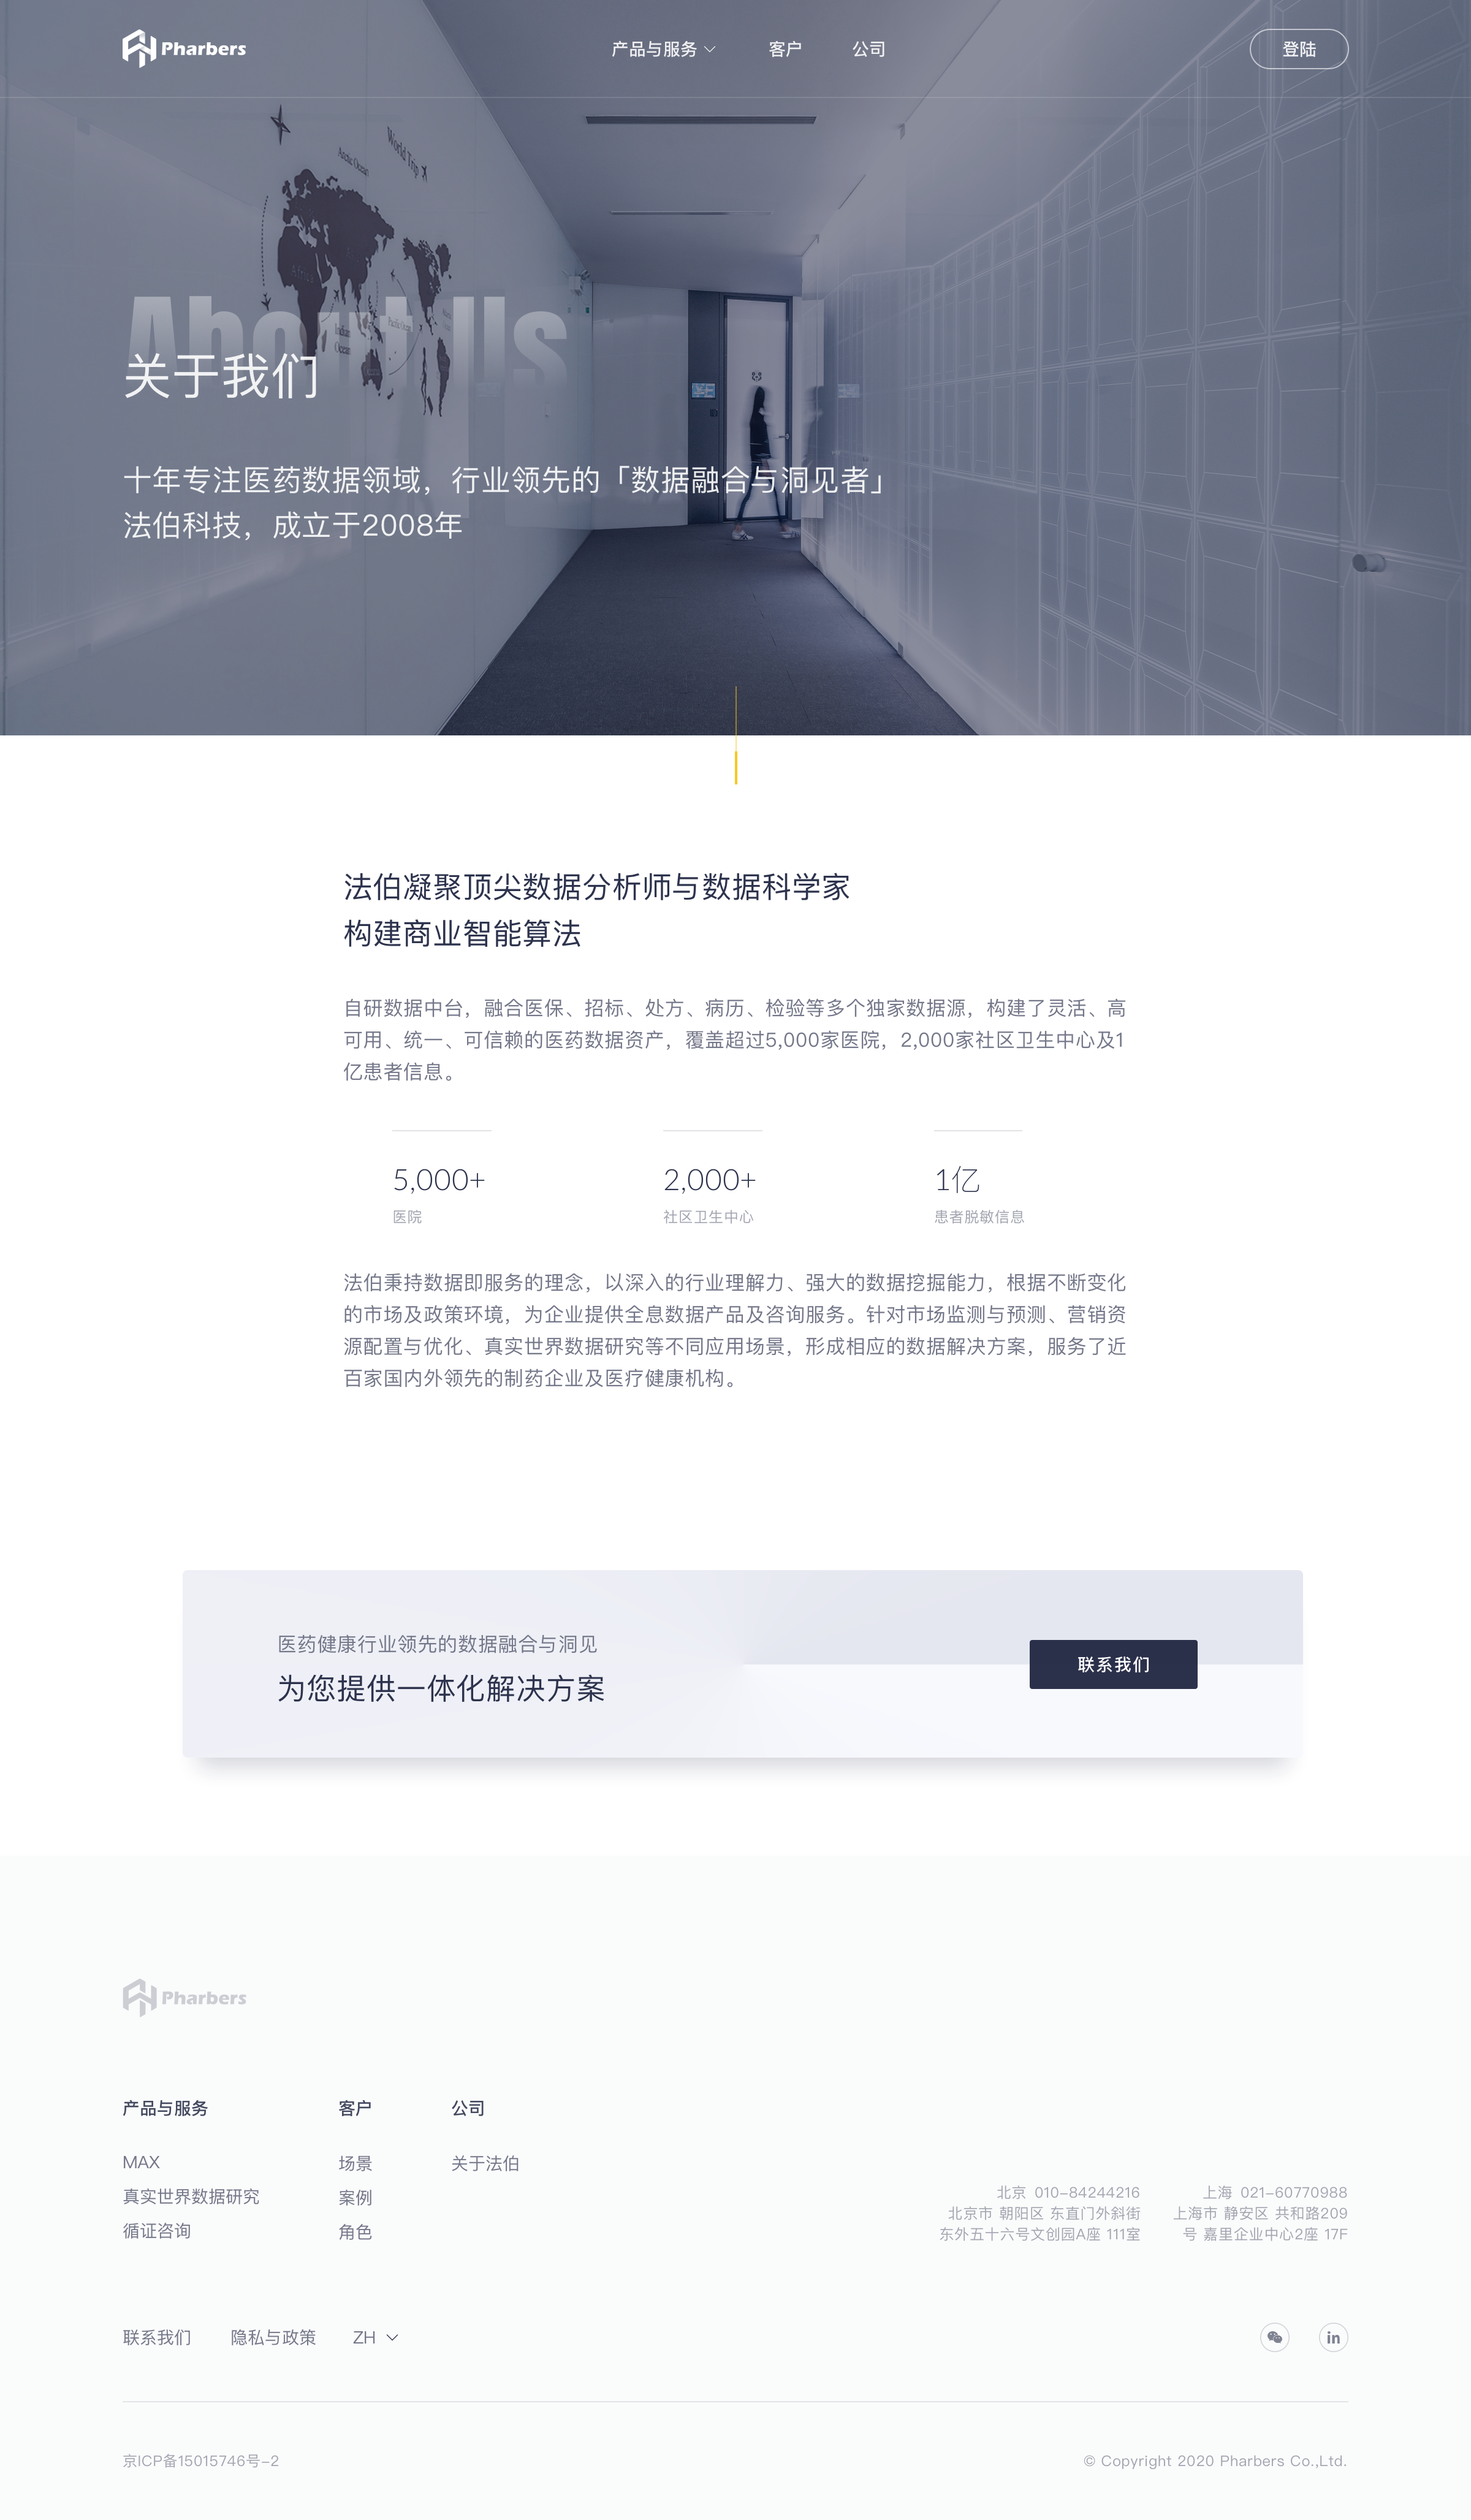 Pharbers
产品与服务
客户
公司
登陆
World Trip
Arctic Ocean
Africa
Indian Ocean
Pacific Ocean
About Us
关于我们
十年专注医药数据领域，行业领先的「数据融合与洞见者」
法伯科技，成立于2008年
法伯凝聚顶尖数据分析师与数据科学家
构建商业智能算法
自研数据中台，融合医保、招标、处方、病历、检验等多个独家数据源，构建了灵活、高
可用、统一、可信赖的医药数据资产，覆盖超过5,000家医院，2,000家社区卫生中心及1
亿患者信息。
5,000+
医院
2,000+
社区卫生中心
1亿
患者脱敏信息
法伯秉持数据即服务的理念，以深入的行业理解力、强大的数据挖掘能力，根据不断变化
的市场及政策环境，为企业提供全息数据产品及咨询服务。针对市场监测与预测、营销资
源配置与优化、真实世界数据研究等不同应用场景，形成相应的数据解决方案，服务了近
百家国内外领先的制药企业及医疗健康机构。
医药健康行业领先的数据融合与洞见
为您提供一体化解决方案
联系我们
Pharbers
产品与服务
MAX
真实世界数据研究
循证咨询
客户
场景
案例
角色
公司
关于法伯
北京 010-84244216
北京市 朝阳区 东直门外斜街
东外五十六号文创园A座 111室
上海 021-60770988
上海市 静安区 共和路209
号 嘉里企业中心2座 17F
联系我们
隐私与政策
ZH
in
京ICP备15015746号-2
© Copyright 2020 Pharbers Co.,Ltd.